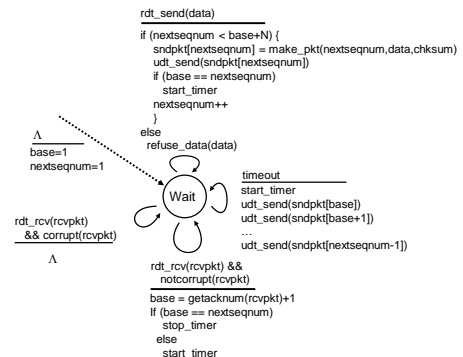 rdt_send(data)
if (nextseqnum < base+N) {
sndpkt[nextseqnum] = make_pkt(nextseqnum,data,chksum)
udt_send(sndpkt[nextseqnum])
if (base == nextseqnum)
start_timer
nextseqnum++
}
else
refuse_data(data)
Λ
base=1
nextseqnum=1
Wait
timeout
start_timer
udt_send(sndpkt[base])
udt_send(sndpkt[base+1])
…
udt_send(sndpkt[nextseqnum-1])
rdt_rcv(rcvpkt)
&& corrupt(rcvpkt)
Λ
rdt_rcv(rcvpkt) &&
notcorrupt(rcvpkt)
base = getacknum(rcvpkt)+1
If (base == nextseqnum)
stop_timer
else
start_timer